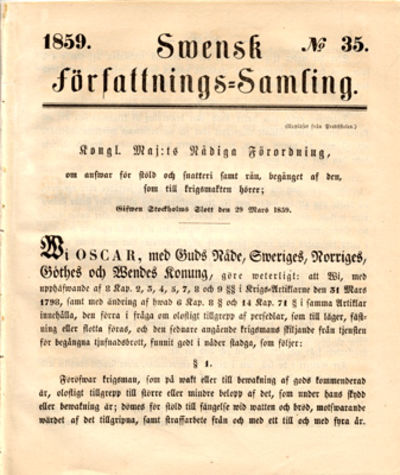 1859. Swensk № 35.
Författnings-Samling.
(Uppläses från Predikstolen.)
Kongl. Maj:ts Nådiga Förordning,
om answar för stöld och snatteri samt rån, begånget af den,
som till krigsmakten hörer;
Gifwen Stockholms Slott den 29 Mars 1859.
Wi OSCAR, med Guds Nåde, Sweriges, Norriges,
Göthes och Wendes Konung, göre weterligt: att Wi, med
upphäfwande af 8 Kap. 2, 3, 4, 5, 7, 8 och 9 §§ i Krigs-Artiklarne den 31 Mars
1798, samt med ändring af hwad 6 Kap. 8 § och 14 Kap. 71 § i samma Artiklar
innehålla, den förra i fråga om olofligt tillgrepp af persedlar, som till läger, fäst-
ning eller flotta föras, och den sednare angående krigsmans skiljande från tjensten
för begången tjufnadsbrott, funnit godt i nåder stadga, som följer:
§ 1.
Föröfwar krigsman, som på wakt eller till bewakning af gods kommenderad
är, olofligt tillgrepp till större eller mindre belopp af det, som under hans skydd
eller bewakning är; dömes för stöld till fängelse wid watten och bröd, motswarande
wärdet af det tillgripna, samt straffarbete från och med ett till och med fyra år.